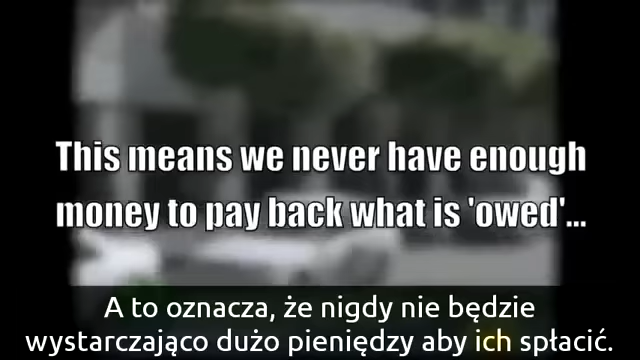 This means we never have enough
money to pay back what is 'owed'...
A to oznacza, że nigdy nie będzie
wystarczająco dużo pieniędzy aby ich spłacić.